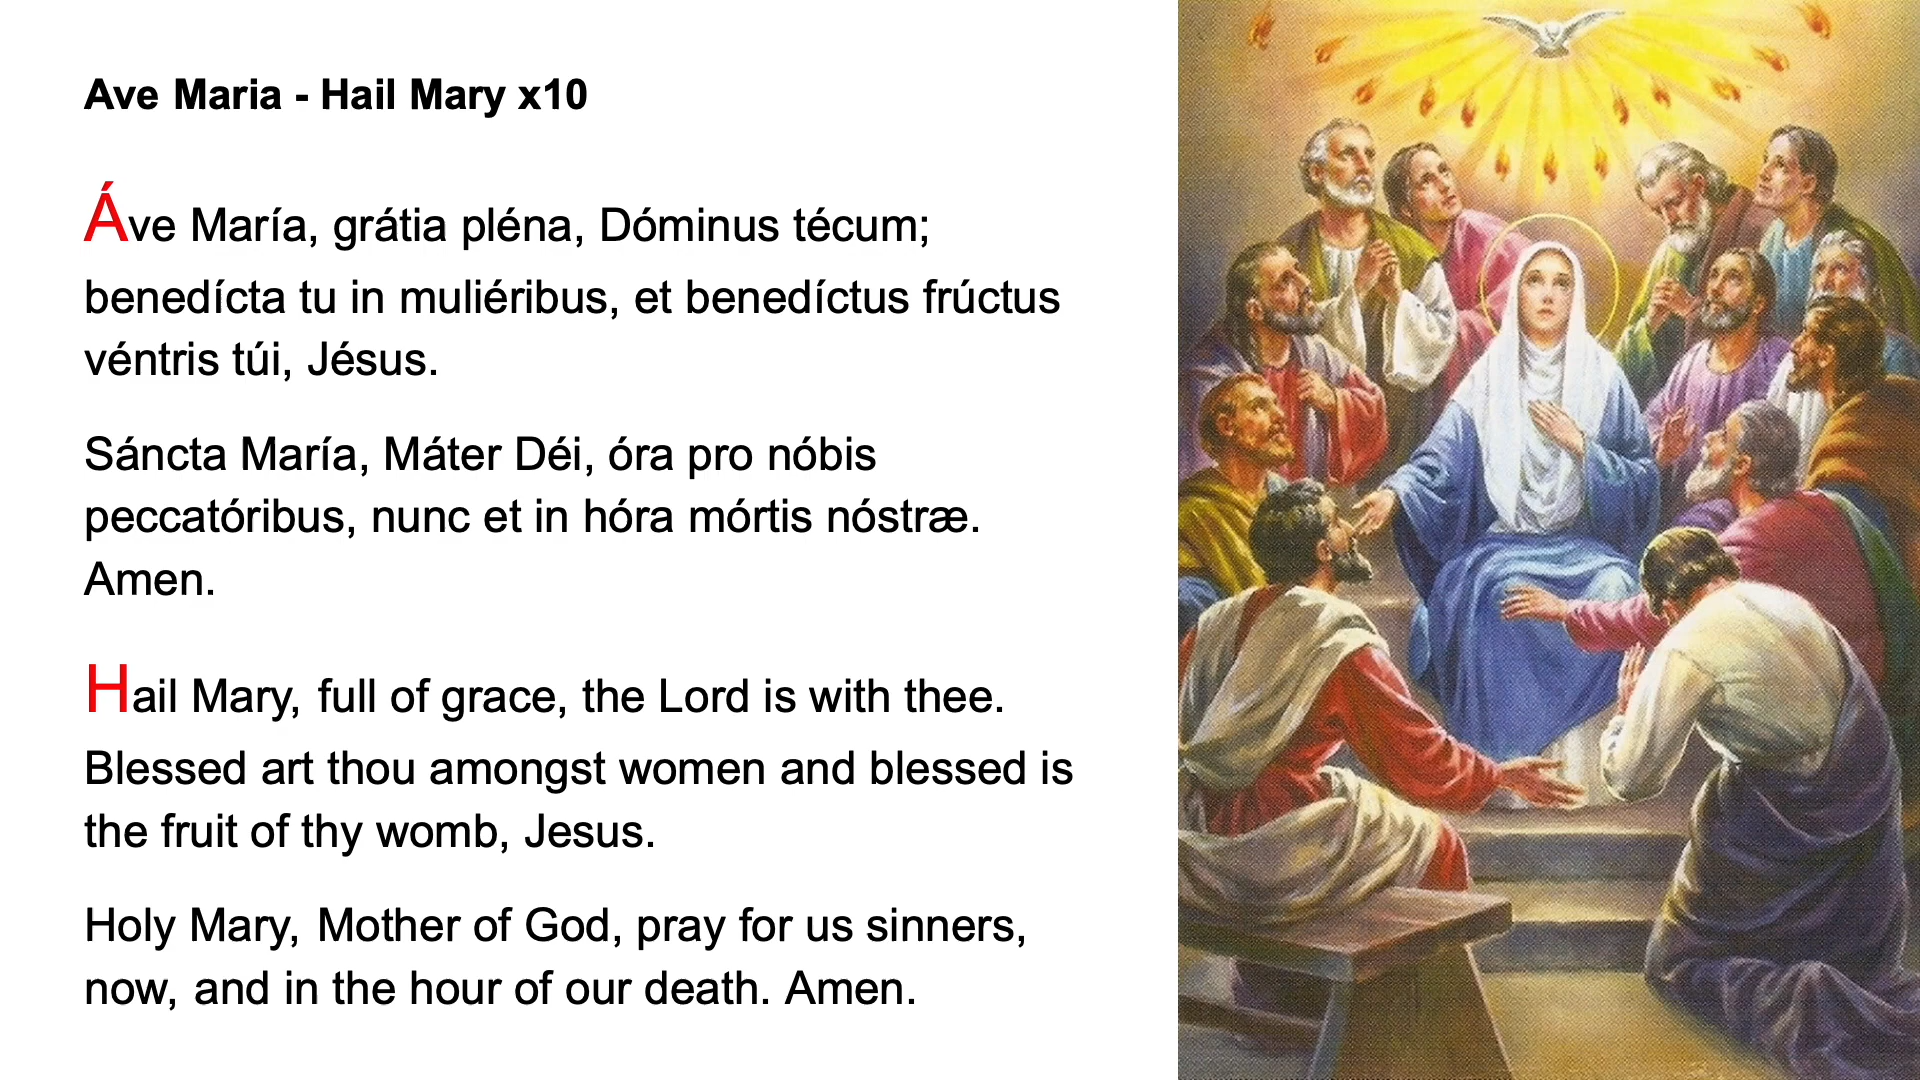 Ave Maria - Hail Mary x10
Áve María, grátia pléna, Dóminus técum;
benedícta tu in muliéribus, et benedíctus frúctus
véntris túi, Jésus.
Sáncta María, Máter Déi, óra pro nóbis
peccatóribus, nunc et in hóra mórtis nóstræ.
Amen.
Hail Mary, full of grace, the Lord is with thee.
Blessed art thou amongst women and blessed is
the fruit of thy womb, Jesus.
Holy Mary, Mother of God, pray for us sinners,
now, and in the hour of our death. Amen.